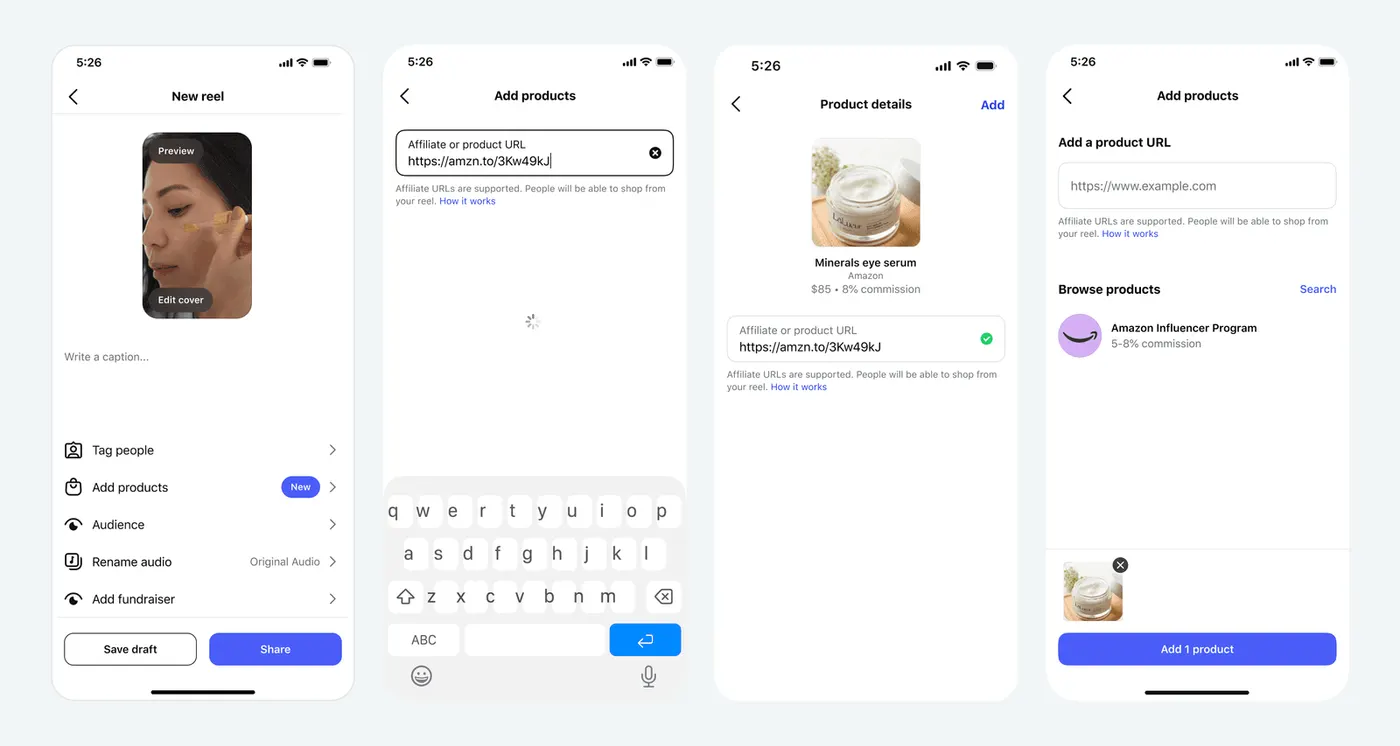 5:26
New reel
Preview
Edit cover
Write a caption...
Tag people
Add products
New
Audience
Rename audio
Original Audio
Add fundraiser
Save draft
Share
5:26
Add products
Affiliate or product URL
https://amzn.to/3Kw49kJ
Affiliate URLs are supported. People will be able to shop from
your reel. How it works
q w e r t y u i o p
a s d f g h j k l
z x c v b n m
ABC
5:26
Product details
Add
Minerals eye serum
Amazon
$85 • 8% commission
Affiliate or product URL
https://amzn.to/3Kw49kJ
Affiliate URLs are supported. People will be able to shop from
your reel. How it works
5:26
Add products
Add a product URL
https://www.example.com
Affiliate URLs are supported. People will be able to shop from
your reel. How it works
Browse products
Search
Amazon Influencer Program
5-8% commission
Add 1 product